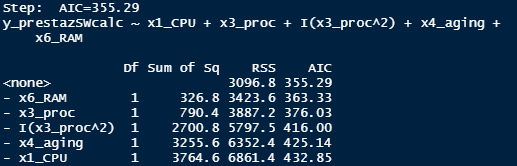 Step:  AIC=355.29
y_prestazSWcalc ~ x1_CPU + x3_proc + I(x3_proc^2) + x4_aging +
    x6_RAM
               Df Sum of Sq    RSS    AIC
<none>                      3096.8 355.29
- x6_RAM        1     326.8 3423.6 363.33
- x3_proc       1     790.4 3887.2 376.03
- I(x3_proc^2)  1    2700.8 5797.5 416.00
- x4_aging      1    3255.6 6352.4 425.14
- x1_CPU        1    3764.6 6861.4 432.85